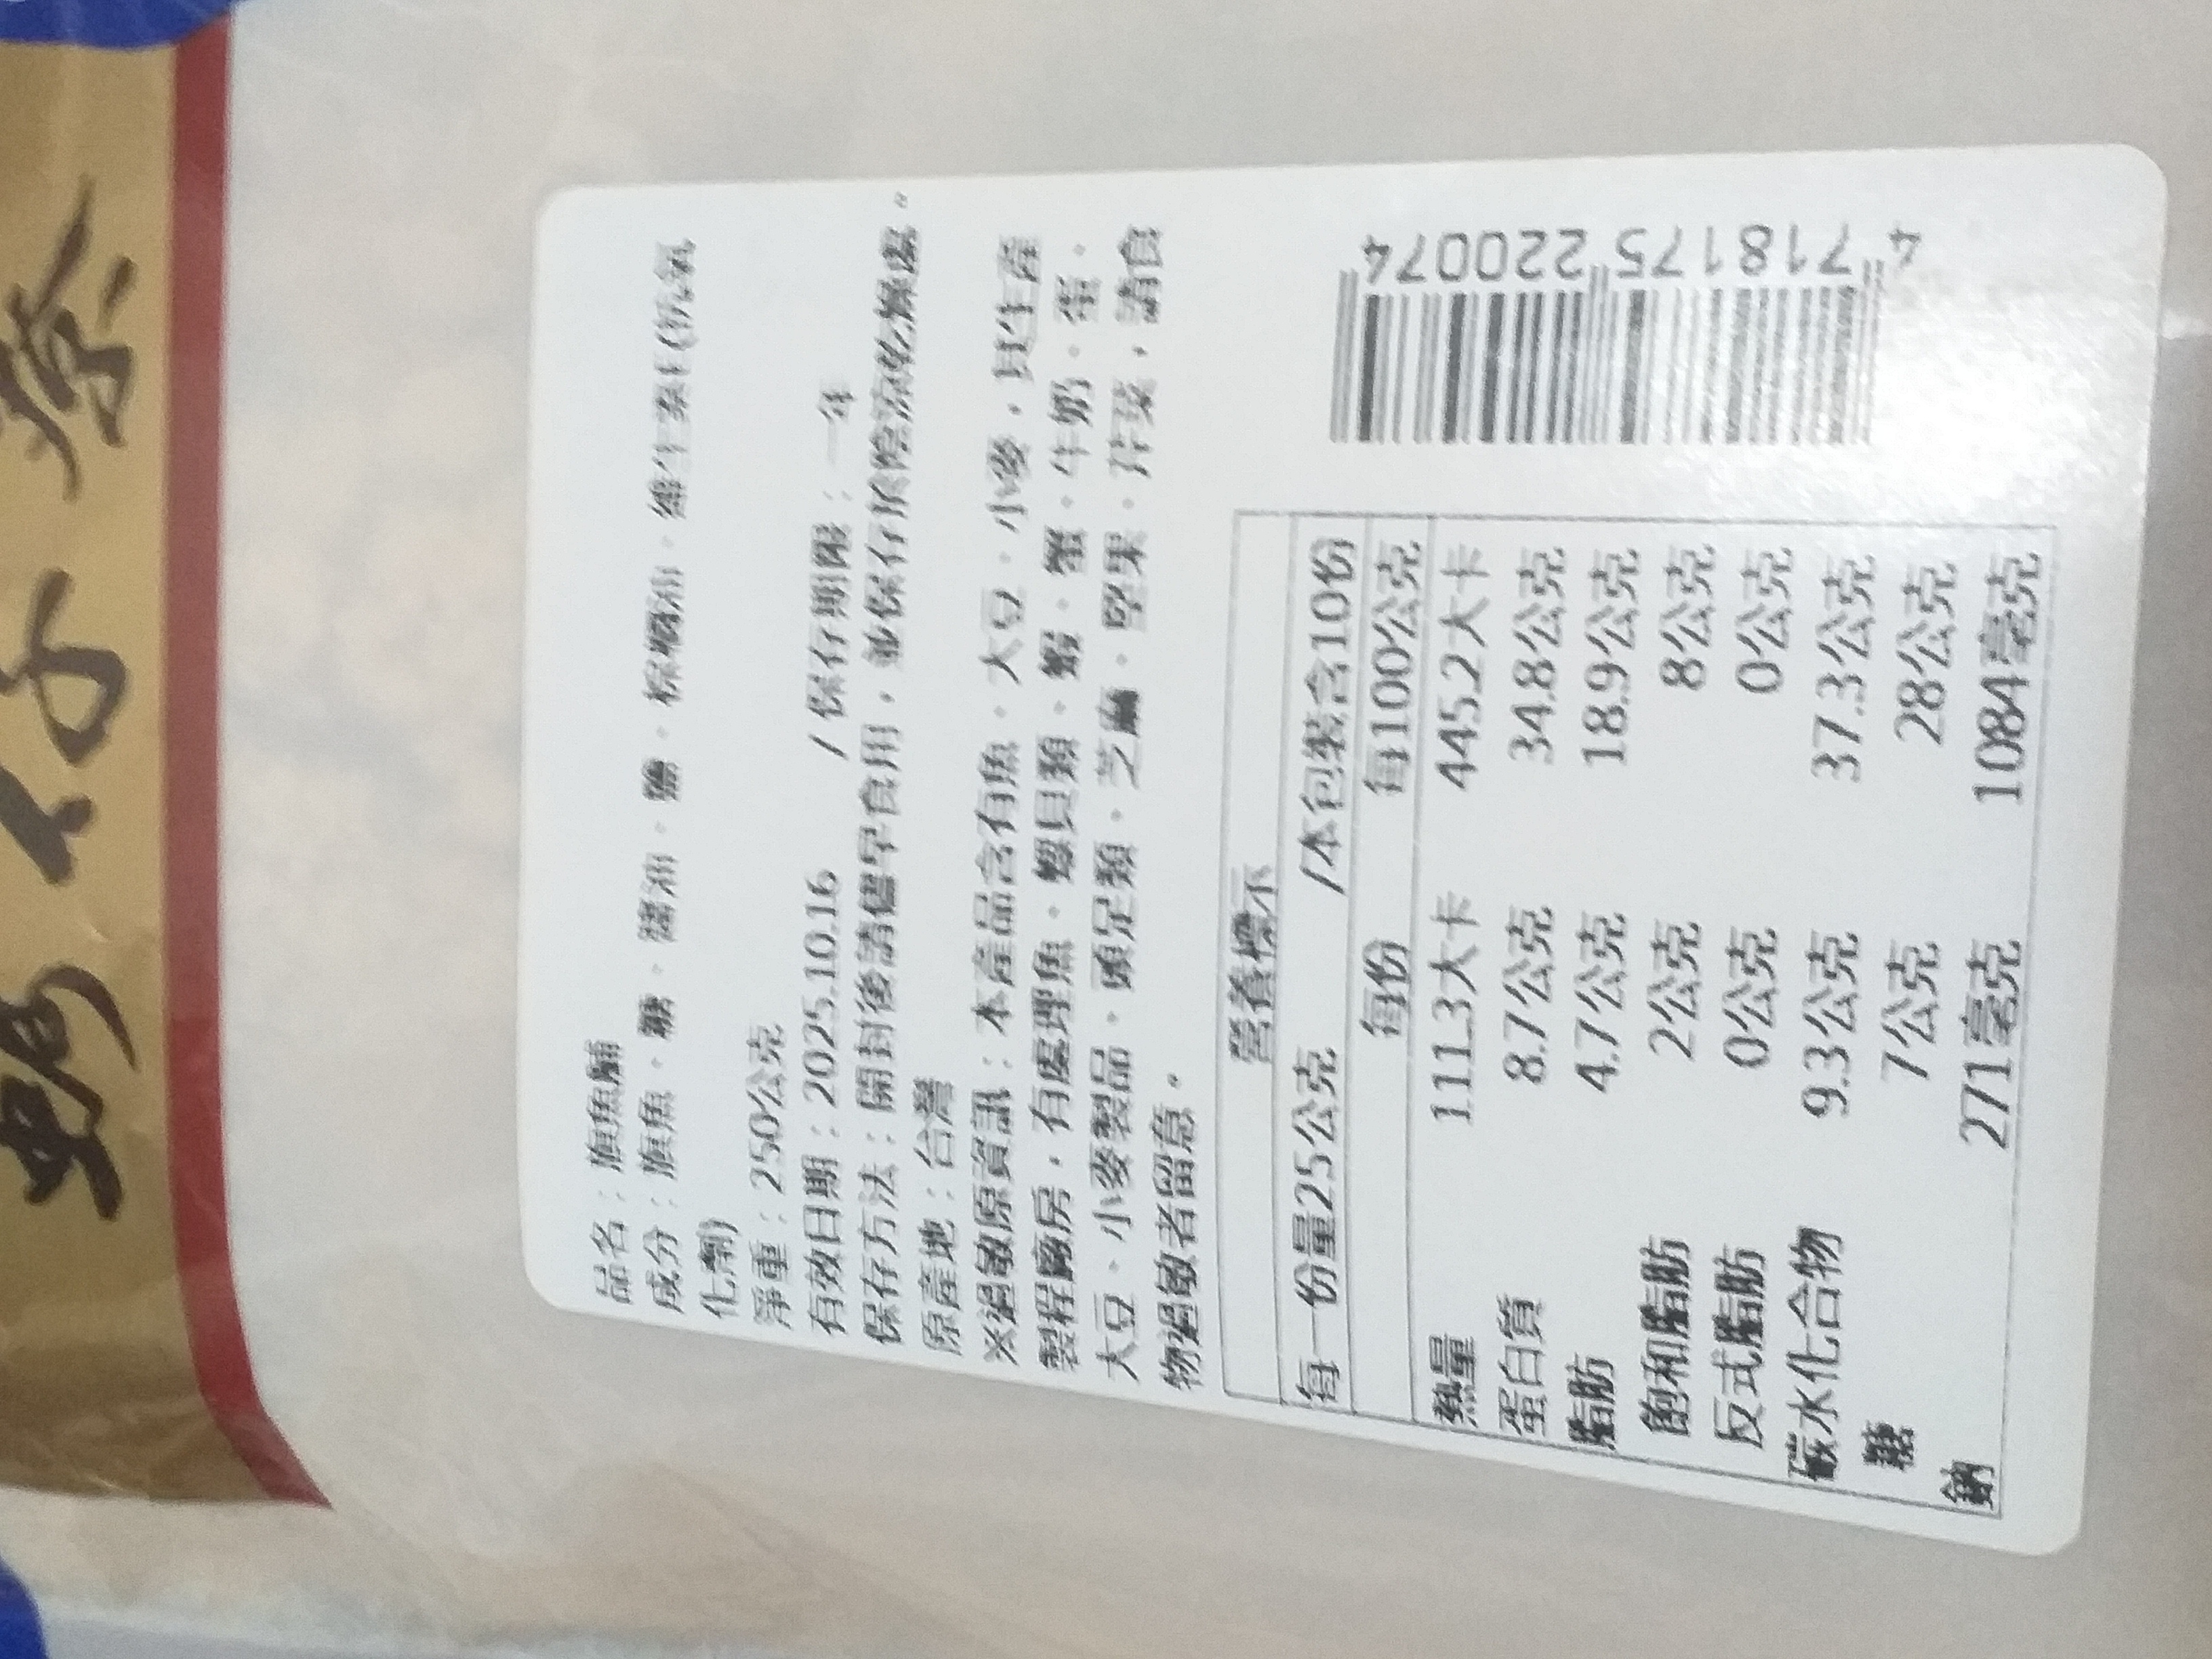 品名：旗魚脯
成分：旗魚、糖、醬油、鹽、棕櫚油、維生素E(抗氧
化劑)
淨重：250公克
有效日期：2025.10.16 /保存期限：一年
保存方法：開封後請儘早食用，並保存於陰涼乾燥處。
原產地：台灣
※過敏原資訊：本產品含有魚、大豆、小麥，其生產
製程廠房，有處理魚、螺貝類、蝦、蟹、牛奶、蛋、
大豆、小麥製品、頭足類、芝麻、堅果、芹菜，請食
物過敏者留意。
營養標示
每一份量25公克 /本包裝含10份
每份 每100公克
熱量 111.3大卡 445.2大卡
蛋白質 8.7公克 34.8公克
脂肪 4.7公克 18.9公克
飽和脂肪 2公克 8公克
反式脂肪 0公克 0公克
碳水化合物 9.3公克 37.3公克
糖 7公克 28公克
鈉 271毫克 1084毫克
4 718175 220074